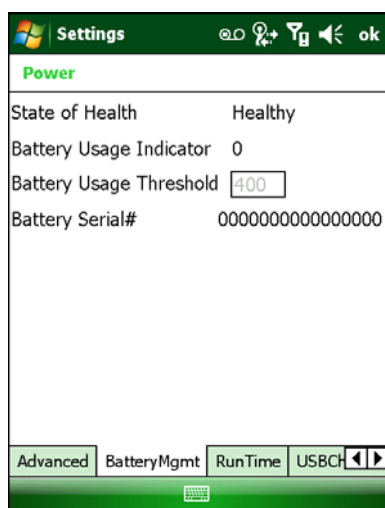 Settings ok
Power
State of Health Healthy
Battery Usage Indicator 0
Battery Usage Threshold 400
Battery Serial# 0000000000000000
Advanced BatteryMgmt RunTime USBCH